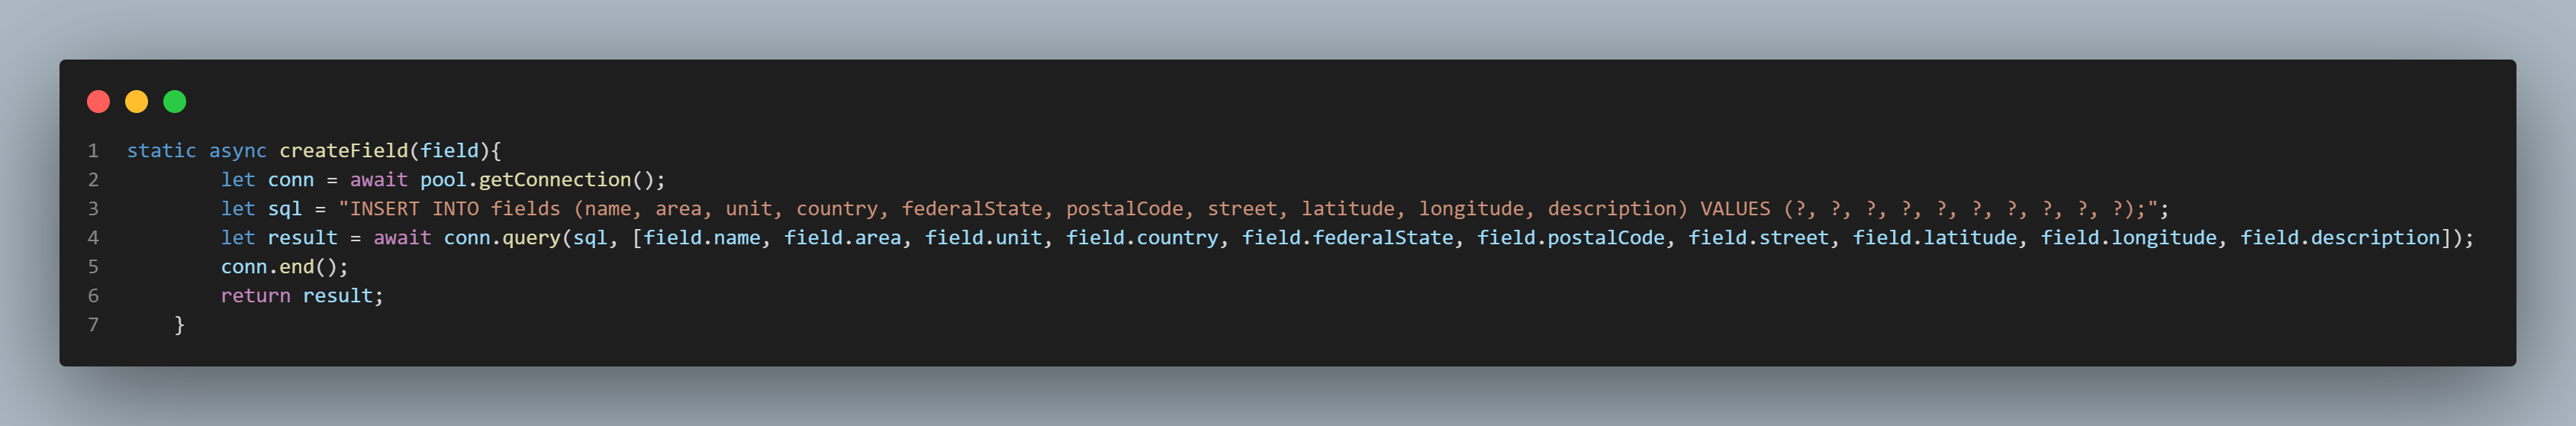 1 static async createField(field){
2         let conn = await pool.getConnection();
3         let sql = "INSERT INTO fields (name, area, unit, country, federalState, postalCode, street, latitude, longitude, description) VALUES (?, ?, ?, ?, ?, ?, ?, ?, ?, ?);";
4         let result = await conn.query(sql, [field.name, field.area, field.unit, field.country, field.federalState, field.postalCode, field.street, field.latitude, field.longitude, field.description]);
5         conn.end();
6         return result;
7     }